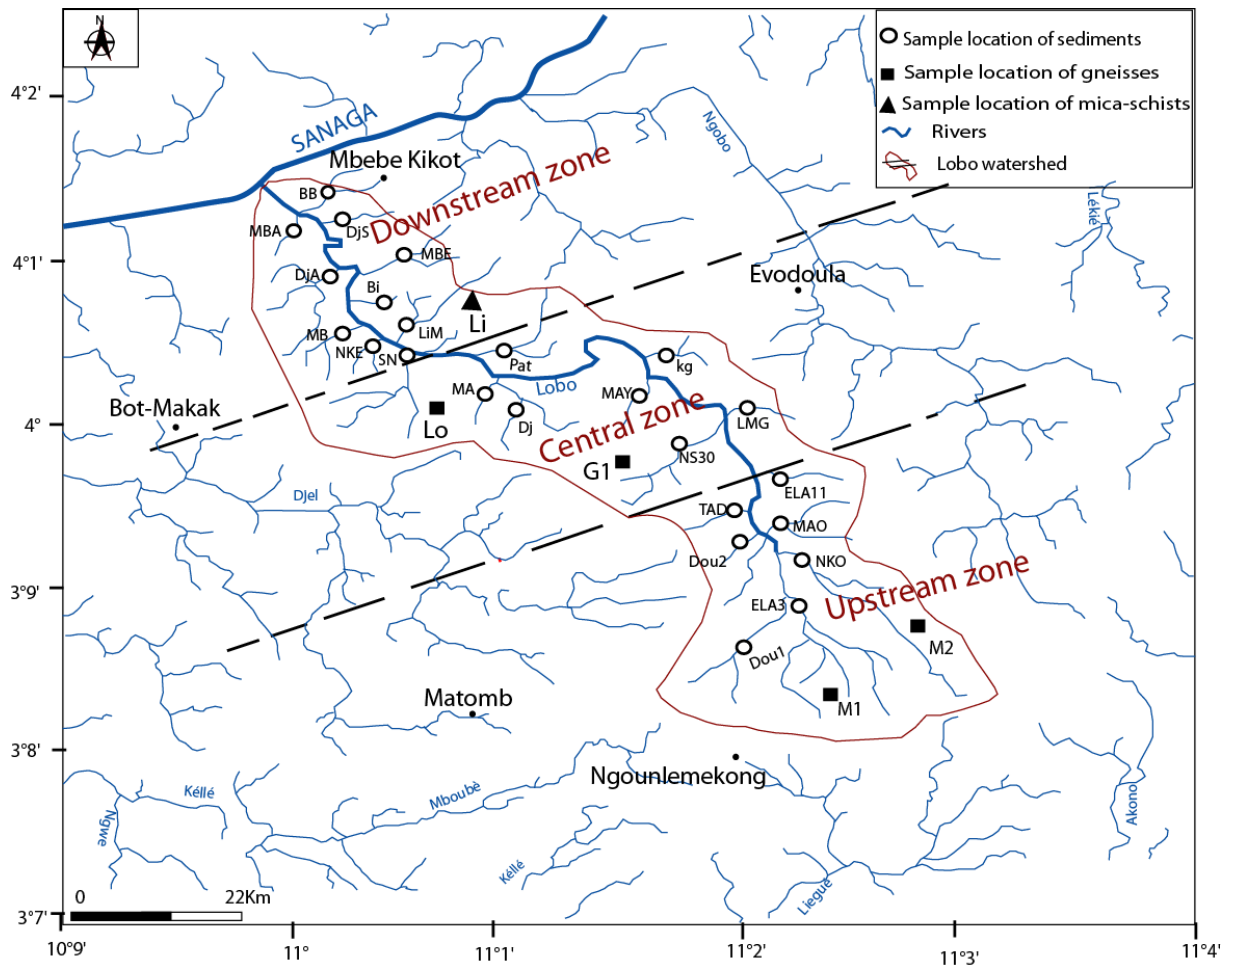 N
Sample location of sediments
Sample location of gneisses
Sample location of mica-schists
Rivers
Lobo watershed
4°2'
4°1'
4°
3°9'
3°8'
3°7'
SANAGA
Mbebe Kikot
Downstream zone
Ngobo
Lékié
BB
DjS
MBA
MBE
DjA
Bi
Evodoula
Li
LiM
MB
NKE
SN
Pat
kg
Lobo
MA
MAY
Bot-Makak
Lo
Dj
Central zone
LMG
NS30
G1
Djel
ELA11
TAD
MAO
Dou2
NKO
Upstream zone
ELA3
M2
Dou1
M1
Matomb
Ngounlemekong
Kéllé
Mboubè
Ngwe
Akono
Kéllé
Liegué
0
22Km
10°9'
11°
11°1'
11°2'
11°3'
11°4'